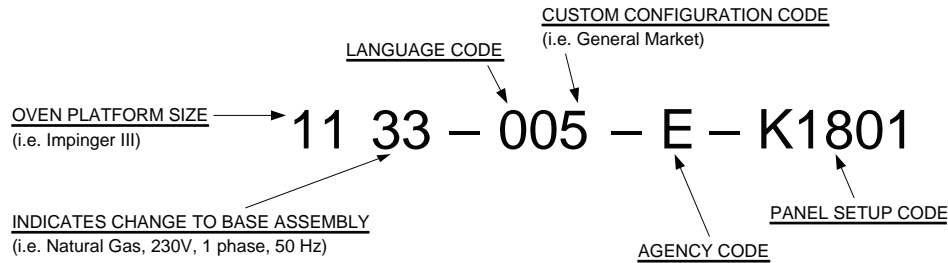 CUSTOM CONFIGURATION CODE
(i.e. General Market)
LANGUAGE CODE
OVEN PLATFORM SIZE
(i.e. Impinger III)
11 33 – 005 – E – K1801
INDICATES CHANGE TO BASE ASSEMBLY
(i.e. Natural Gas, 230V, 1 phase, 50 Hz)
PANEL SETUP CODE
AGENCY CODE